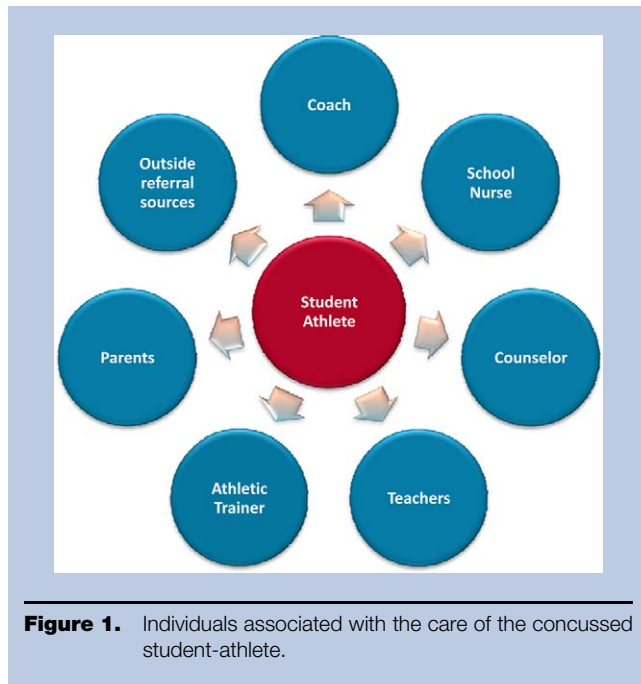 Coach
School
Nurse
Counselor
Teachers
Athletic
Trainer
Parents
Outside
referral
sources
Student
Athlete
Figure 1. Individuals associated with the care of the concussed
student-athlete.